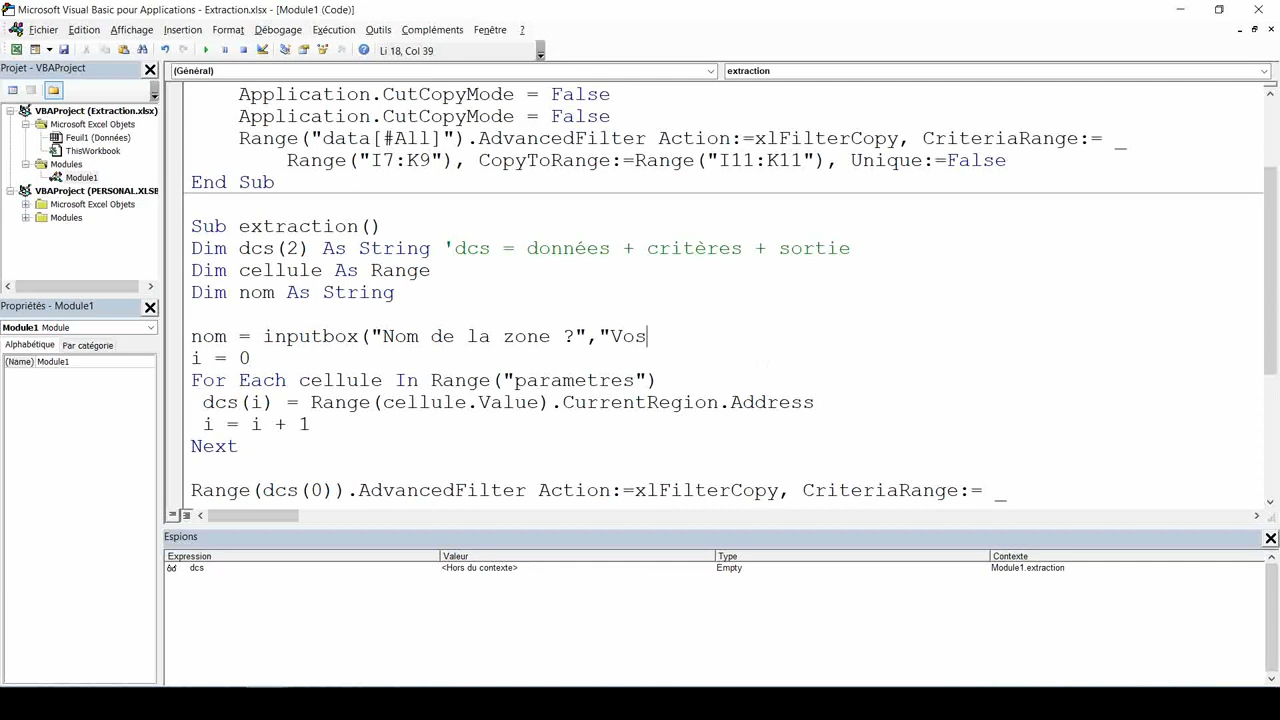 Microsoft Visual Basic pour Applications - Extraction.xlsx - [Module1 (Code)]
Fichier Edition Affichage Insertion Format Débogage Exécution Outils Compléments Fenêtre ?
Li 18, Col 39
Projet - VBAProject
VBAProject (Extraction.xlsx)
Microsoft Excel Objets
Feuil1 (Données)
ThisWorkbook
Modules
Module1
VBAProject (PERSONAL.XLSB
Microsoft Excel Objets
Modules
Propriétés - Module1
Module1 Module
Alphabétique Par catégorie
(Name) Module1
(Général) extraction
Application.CutCopyMode = False
Application.CutCopyMode = False
Range("data[#All]").AdvancedFilter Action:=xlFilterCopy, CriteriaRange:= _
Range("I7:K9"), CopyToRange:=Range("I11:K11"), Unique:=False
End Sub
Sub extraction()
Dim dcs(2) As String 'dcs = données + critères + sortie
Dim cellule As Range
Dim nom As String
nom = inputbox("Nom de la zone ?","Vos
i = 0
For Each cellule In Range("parametres")
dcs(i) = Range(cellule.Value).CurrentRegion.Address
i = i + 1
Next
Range(dcs(0)).AdvancedFilter Action:=xlFilterCopy, CriteriaRange:= _
Espions
Expression Valeur Type Contexte
dcs <Hors du contexte> Empty Module1.extraction